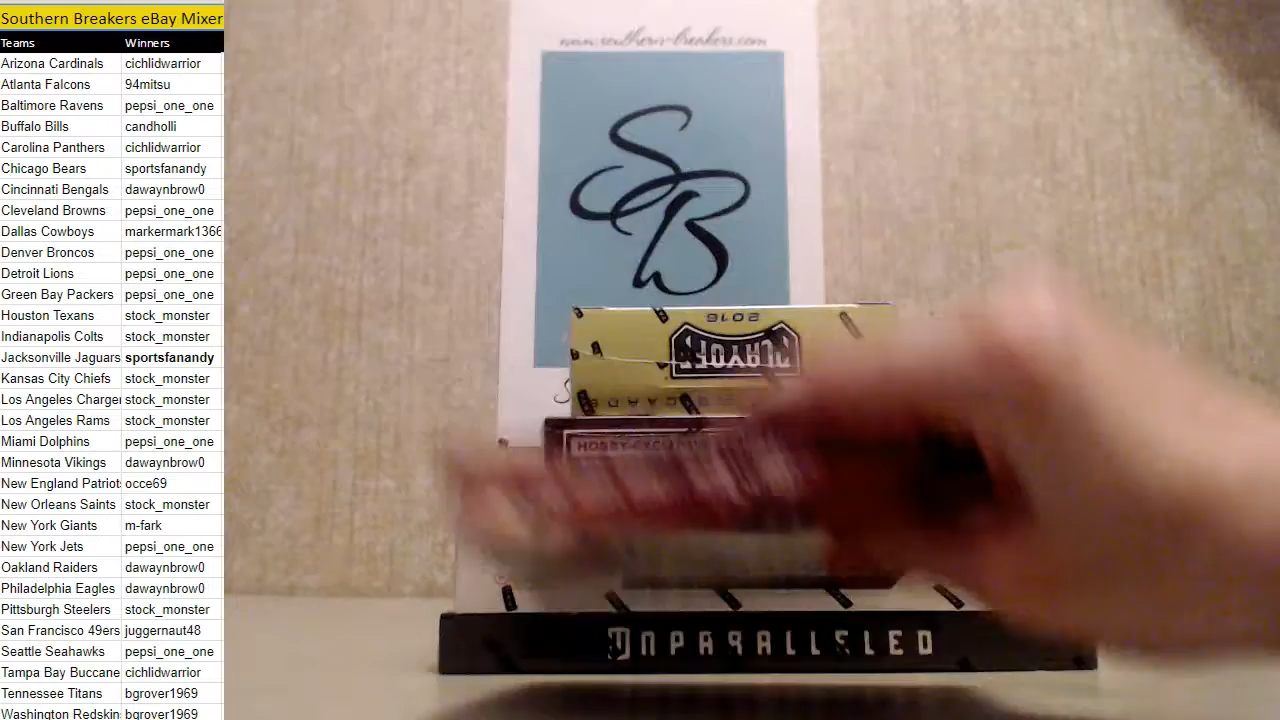 Southern Breakers eBay Mixer
Teams Winners
Arizona Cardinals cichlidwarrior
Atlanta Falcons 94mitsu
Baltimore Ravens pepsi_one_one
Buffalo Bills candholli
Carolina Panthers cichlidwarrior
Chicago Bears sportsfanandy
Cincinnati Bengals dawaynbrow0
Cleveland Browns pepsi_one_one
Dallas Cowboys markermark1366
Denver Broncos pepsi_one_one
Detroit Lions pepsi_one_one
Green Bay Packers pepsi_one_one
Houston Texans stock_monster
Indianapolis Colts stock_monster
Jacksonville Jaguars sportsfanandy
Kansas City Chiefs stock_monster
Los Angeles Charger stock_monster
Los Angeles Rams stock_monster
Miami Dolphins pepsi_one_one
Minnesota Vikings dawaynbrow0
New England Patriots occe69
New Orleans Saints stock_monster
New York Giants m-fark
New York Jets pepsi_one_one
Oakland Raiders dawaynbrow0
Philadelphia Eagles dawaynbrow0
Pittsburgh Steelers stock_monster
San Francisco 49ers juggernaut48
Seattle Seahawks pepsi_one_one
Tampa Bay Buccane cichlidwarrior
Tennessee Titans bgrover1969
Washington Redskin bgrover1969
www.southern-breakers.com
SB
2016
PLAYOFF
CARDS
UNPARALLELED